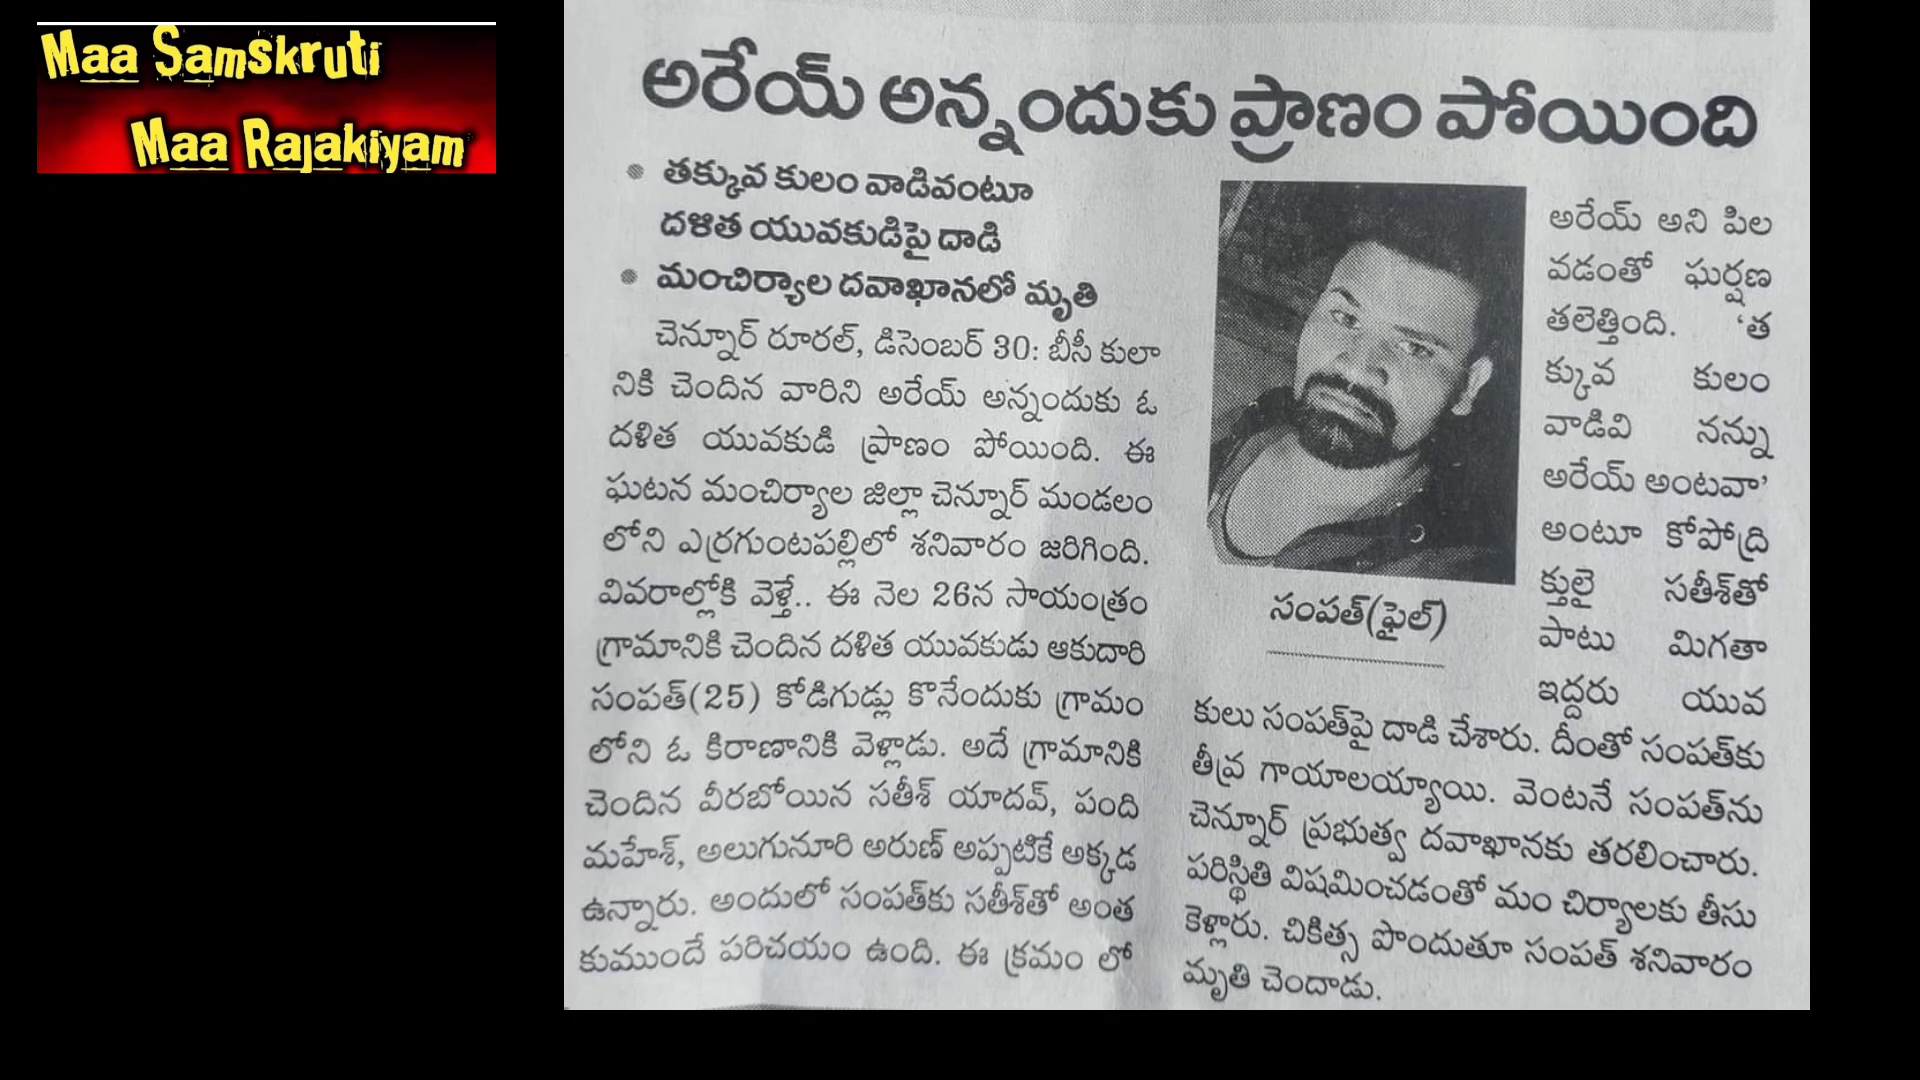 Maa Samskruti
Maa Rajakiyam
అరేయ్ అన్నందుకు ప్రాణం పోయింది
• తక్కువ కులం వాడివంటూ
దళిత యువకుడిపై దాడి
• మంచిర్యాల దవాఖానలో మృతి
చెన్నూర్ రూరల్, డిసెంబర్ 30: బీసీ కులా
నికి చెందిన వారిని అరేయ్ అన్నందుకు ఓ
దళిత యువకుడి ప్రాణం పోయింది. ఈ
ఘటన మంచిర్యాల జిల్లా చెన్నూర్ మండలం
లోని ఎర్రగుంటపల్లిలో శనివారం జరిగింది.
వివరాల్లోకి వెళ్తే.. ఈ నెల 26న సాయంత్రం
గ్రామానికి చెందిన దళిత యువకుడు ఆకుదారి
సంపత్(25) కోడిగుడ్లు కొనేందుకు గ్రామం
లోని ఓ కిరాణానికి వెళ్లాడు. అదే గ్రామానికి
చెందిన వీరబోయిన సతీశ్ యాదవ్, పంది
మహేశ్, అలుగునూరి అరుణ్ అప్పటికే అక్కడ
ఉన్నారు. అందులో సంపత్‌కు సతీశ్‌తో అంత
కుముందే పరిచయం ఉంది. ఈ క్రమం లో
సంపత్(ఫైల్)
అరేయ్ అని పిల
వడంతో ఘర్షణ
తలెత్తింది. ‘త
క్కువ కులం
వాడివి నన్ను
అరేయ్ అంటవా’
అంటూ కోపోద్రి
క్తులై సతీశ్‌తో
పాటు మిగతా
ఇద్దరు యువ
కులు సంపత్‌పై దాడి చేశారు. దీంతో సంపత్‌కు
తీవ్ర గాయాలయ్యాయి. వెంటనే సంపత్‌ను
చెన్నూర్ ప్రభుత్వ దవాఖానకు తరలించారు.
పరిస్థితి విషమించడంతో మం చిర్యాలకు తీసు
కెళ్లారు. చికిత్స పొందుతూ సంపత్ శనివారం
మృతి చెందాడు.